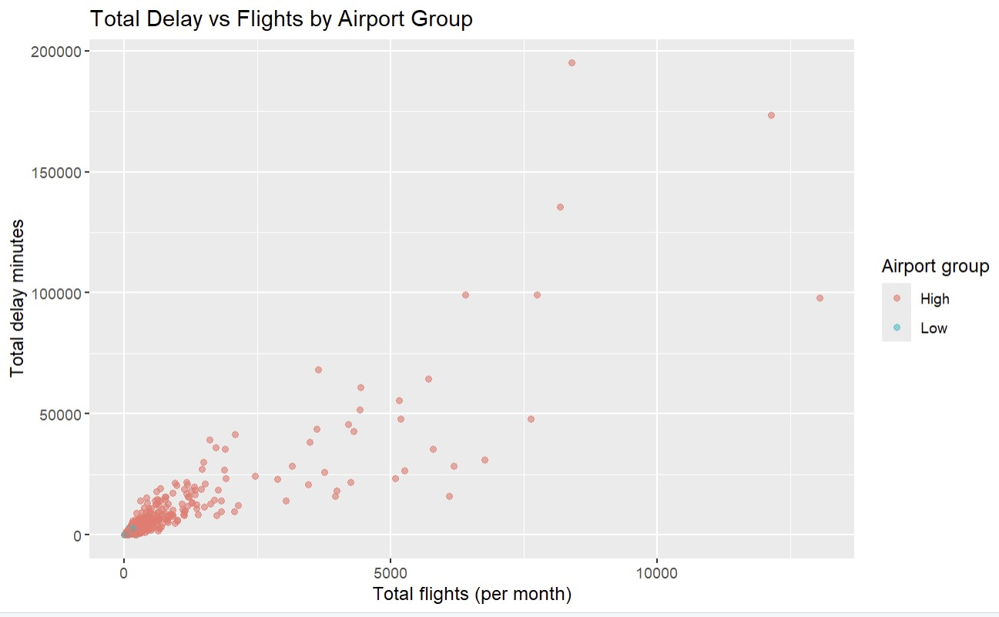 Total Delay vs Flights by Airport Group
200000
150000
100000
50000
0
Total delay minutes
0 5000 10000
Total flights (per month)
Airport group
High
Low